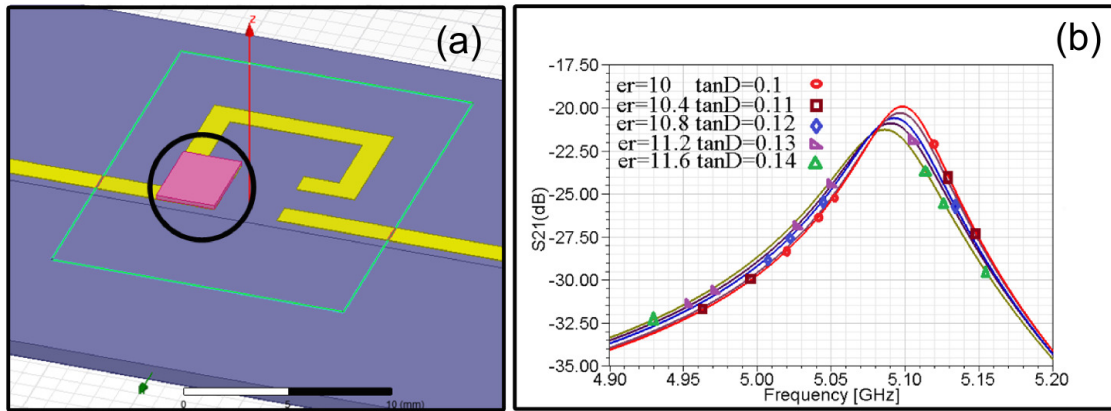 (a)
z
0 5 10 (mm)
(b)
-17.50
-20.00
-22.50
-25.00
-27.50
-30.00
-32.50
-35.00
S21(dB)
er=10 tanD=0.1
er=10.4 tanD=0.11
er=10.8 tanD=0.12
er=11.2 tanD=0.13
er=11.6 tanD=0.14
4.90 4.95 5.00 5.05 5.10 5.15 5.20
Frequency [GHz]